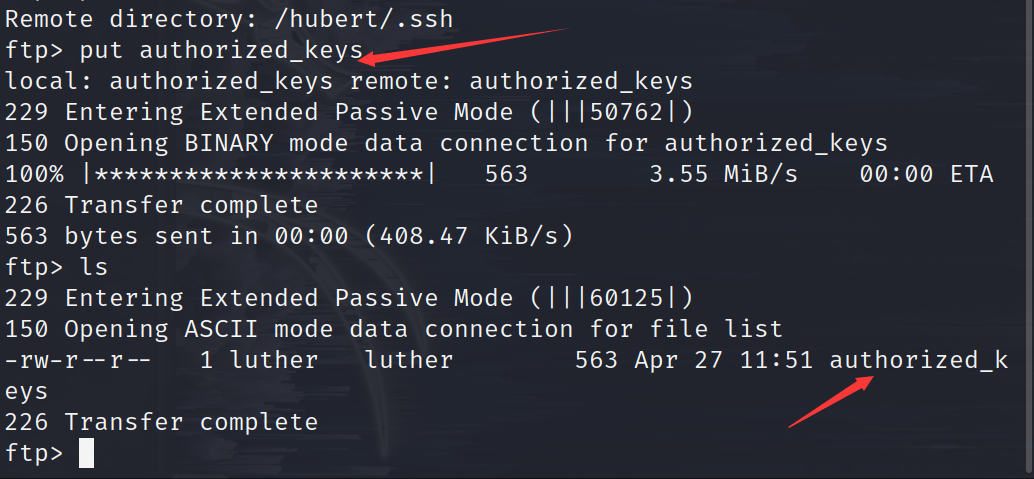 Remote directory: /hubert/.ssh
ftp> put authorized_keys
local: authorized_keys remote: authorized_keys
229 Entering Extended Passive Mode (|||50762|)
150 Opening BINARY mode data connection for authorized_keys
100% |***********************|   563        3.55 MiB/s    00:00 ETA
226 Transfer complete
563 bytes sent in 00:00 (408.47 KiB/s)
ftp> ls
229 Entering Extended Passive Mode (|||60125|)
150 Opening ASCII mode data connection for file list
-rw-r--r--   1 luther   luther        563 Apr 27 11:51 authorized_k
eys
226 Transfer complete
ftp>